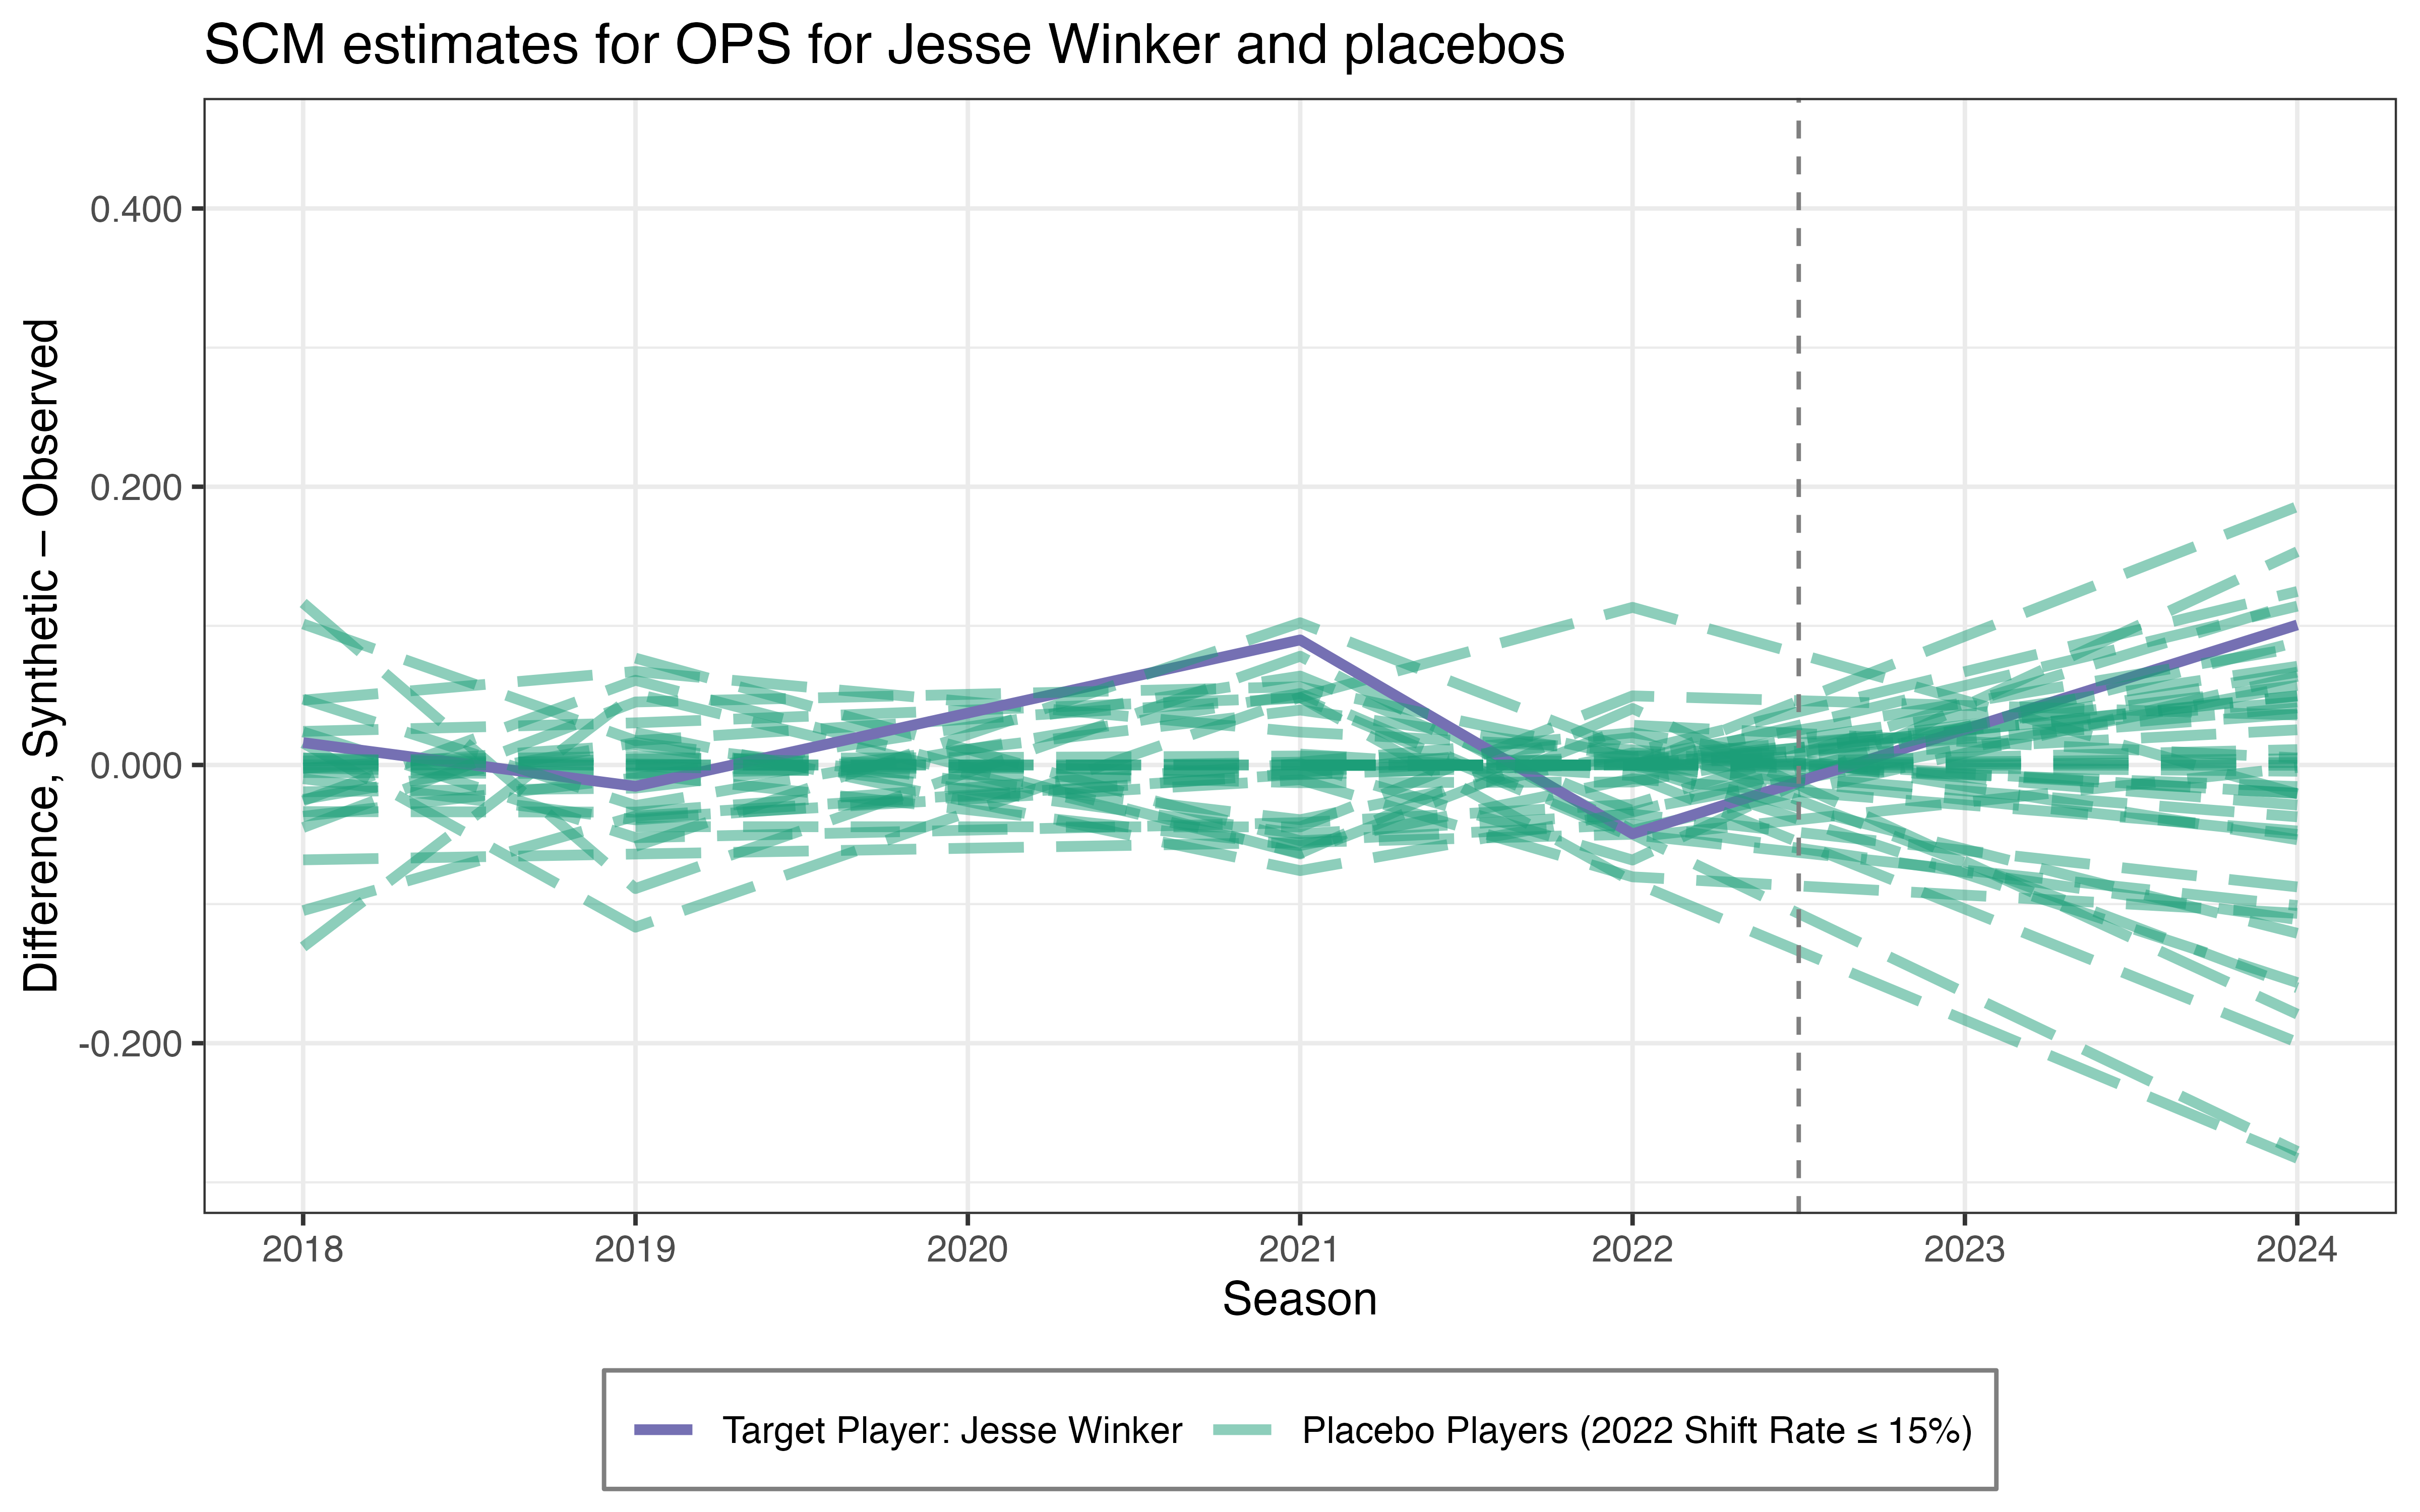 SCM estimates for OPS for Jesse Winker and placebos
Difference, Synthetic – Observed
0.400
0.200
0.000
-0.200
2018 2019 2020 2021 2022 2023 2024
Season
Target Player: Jesse Winker Placebo Players (2022 Shift Rate ≤ 15%)